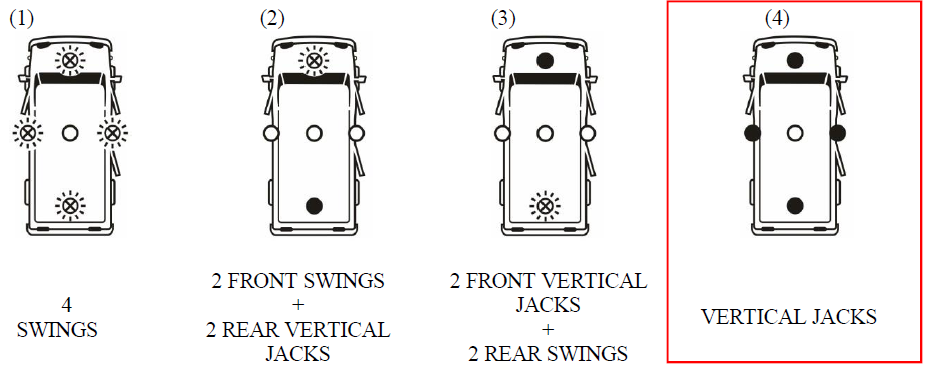 (1)
(2)
(3)
(4)
4
SWINGS
2 FRONT SWINGS
+
2 REAR VERTICAL
JACKS
2 FRONT VERTICAL
JACKS
+
2 REAR SWINGS
VERTICAL JACKS